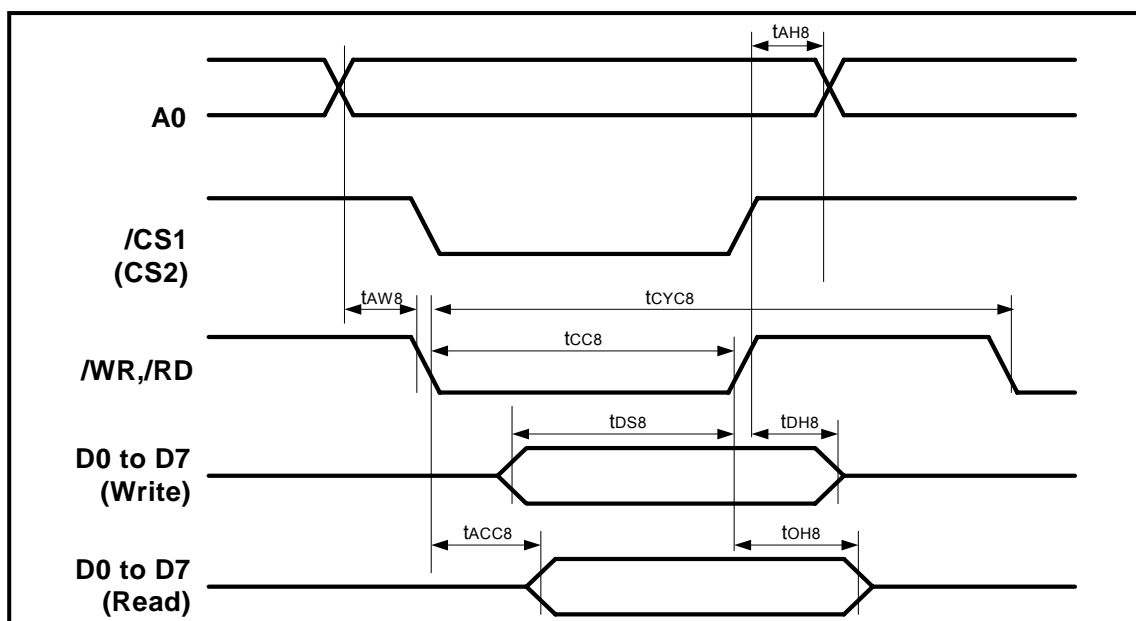 tAH8
A0
/CS1
(CS2)
tAW8
tCYC8
tCC8
/WR,/RD
tDS8
tDH8
D0 to D7
(Write)
tACC8
tOH8
D0 to D7
(Read)